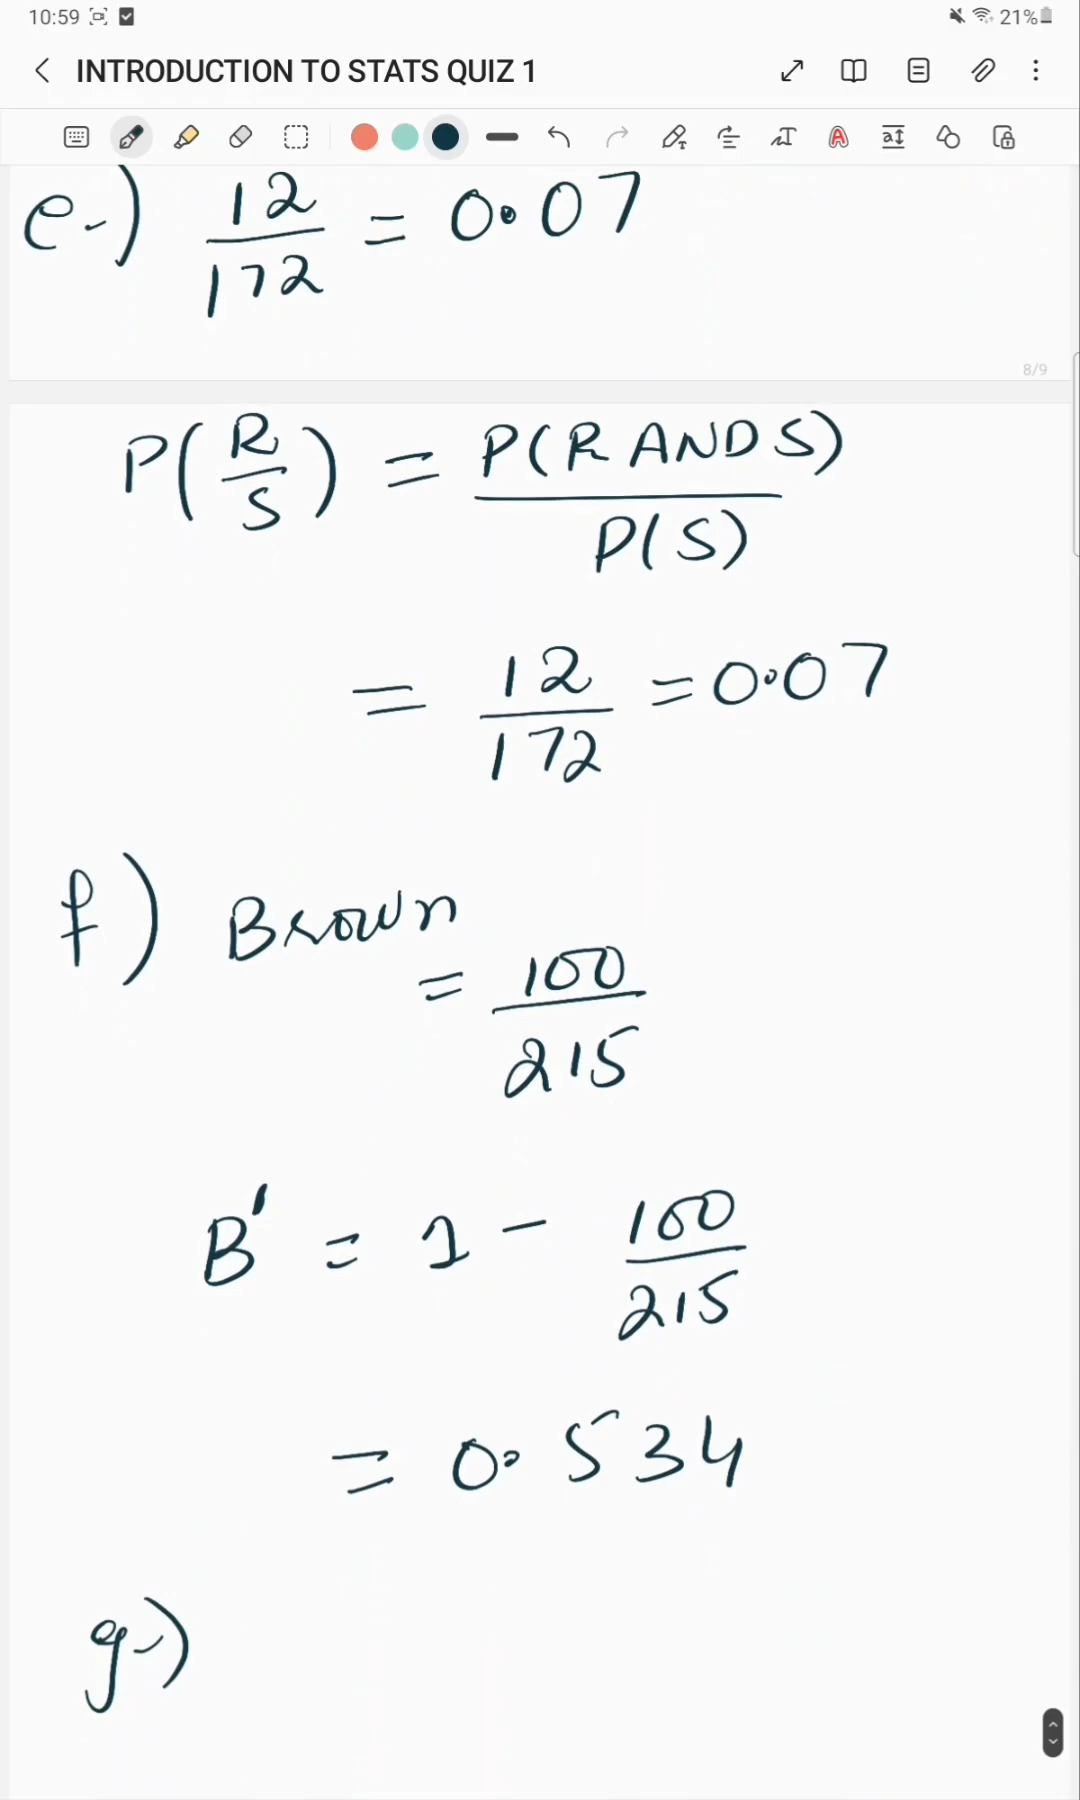 10:59 21%
INTRODUCTION TO STATS QUIZ 1
e-) 12/172 = 0.07
8/9
P(R/S) = P(R AND S)/P(S)
= 12/172 = 0.07
f) Brown
= 100/215
B' = 1 - 100/215
= 0.534
g-)